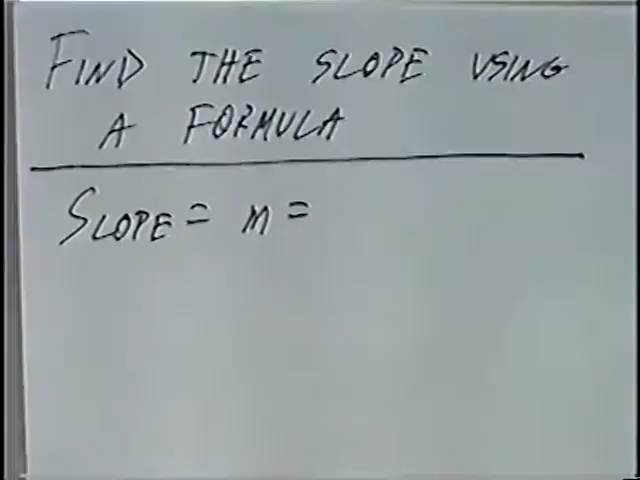 FIND THE SLOPE USING
A FORMULA
SLOPE = m =